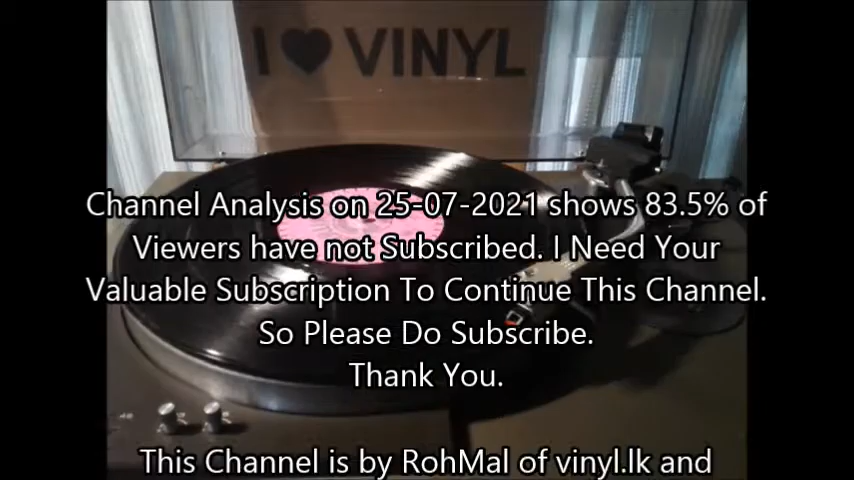 I ♥ VINYL
Channel Analysis on 25-07-2021 shows 83.5% of
Viewers have not Subscribed. I Need Your
Valuable Subscription To Continue This Channel.
So Please Do Subscribe.
Thank You.
This Channel is by RohMal of vinyl.lk and